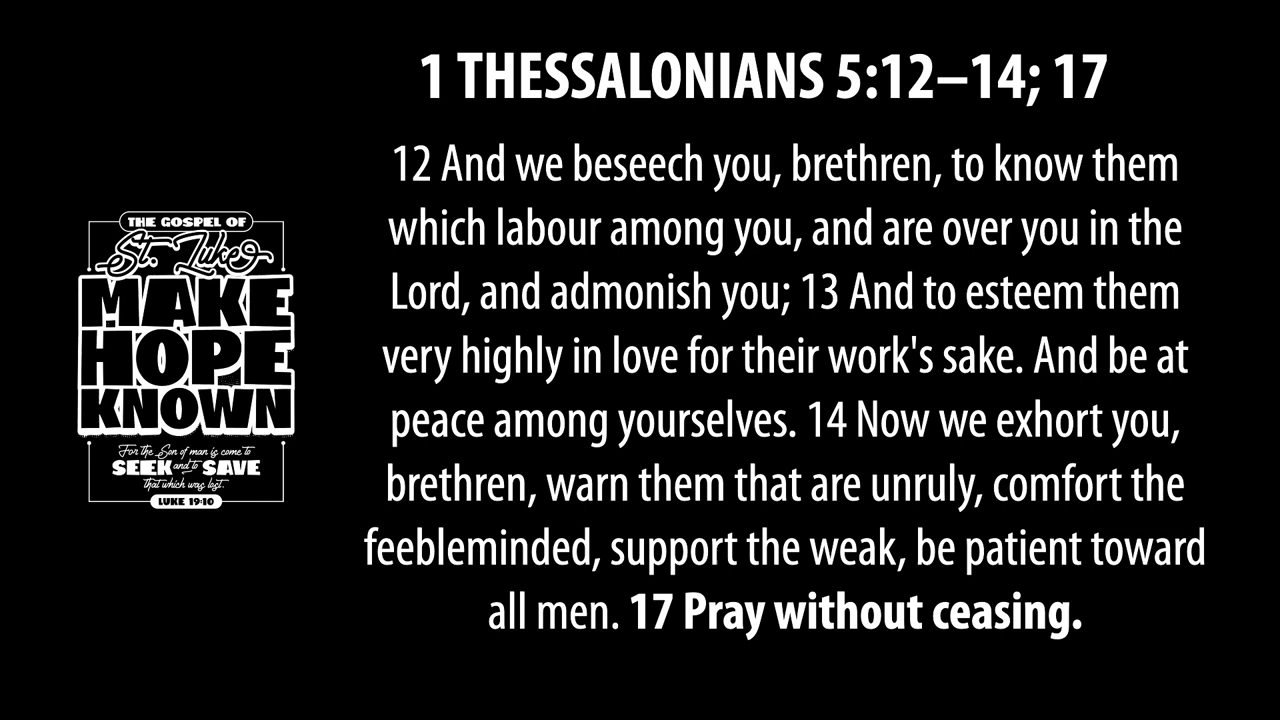 1 THESSALONIANS 5:12–14; 17
12 And we beseech you, brethren, to know them
which labour among you, and are over you in the
Lord, and admonish you; 13 And to esteem them
very highly in love for their work's sake. And be at
peace among yourselves. 14 Now we exhort you,
brethren, warn them that are unruly, comfort the
feebleminded, support the weak, be patient toward
all men. 17 Pray without ceasing.
THE GOSPEL OF
St. Luke
MAKE
HOPE
KNOWN
For the Son of man is come to
SEEK and to SAVE
that which was lost.
LUKE 19:10